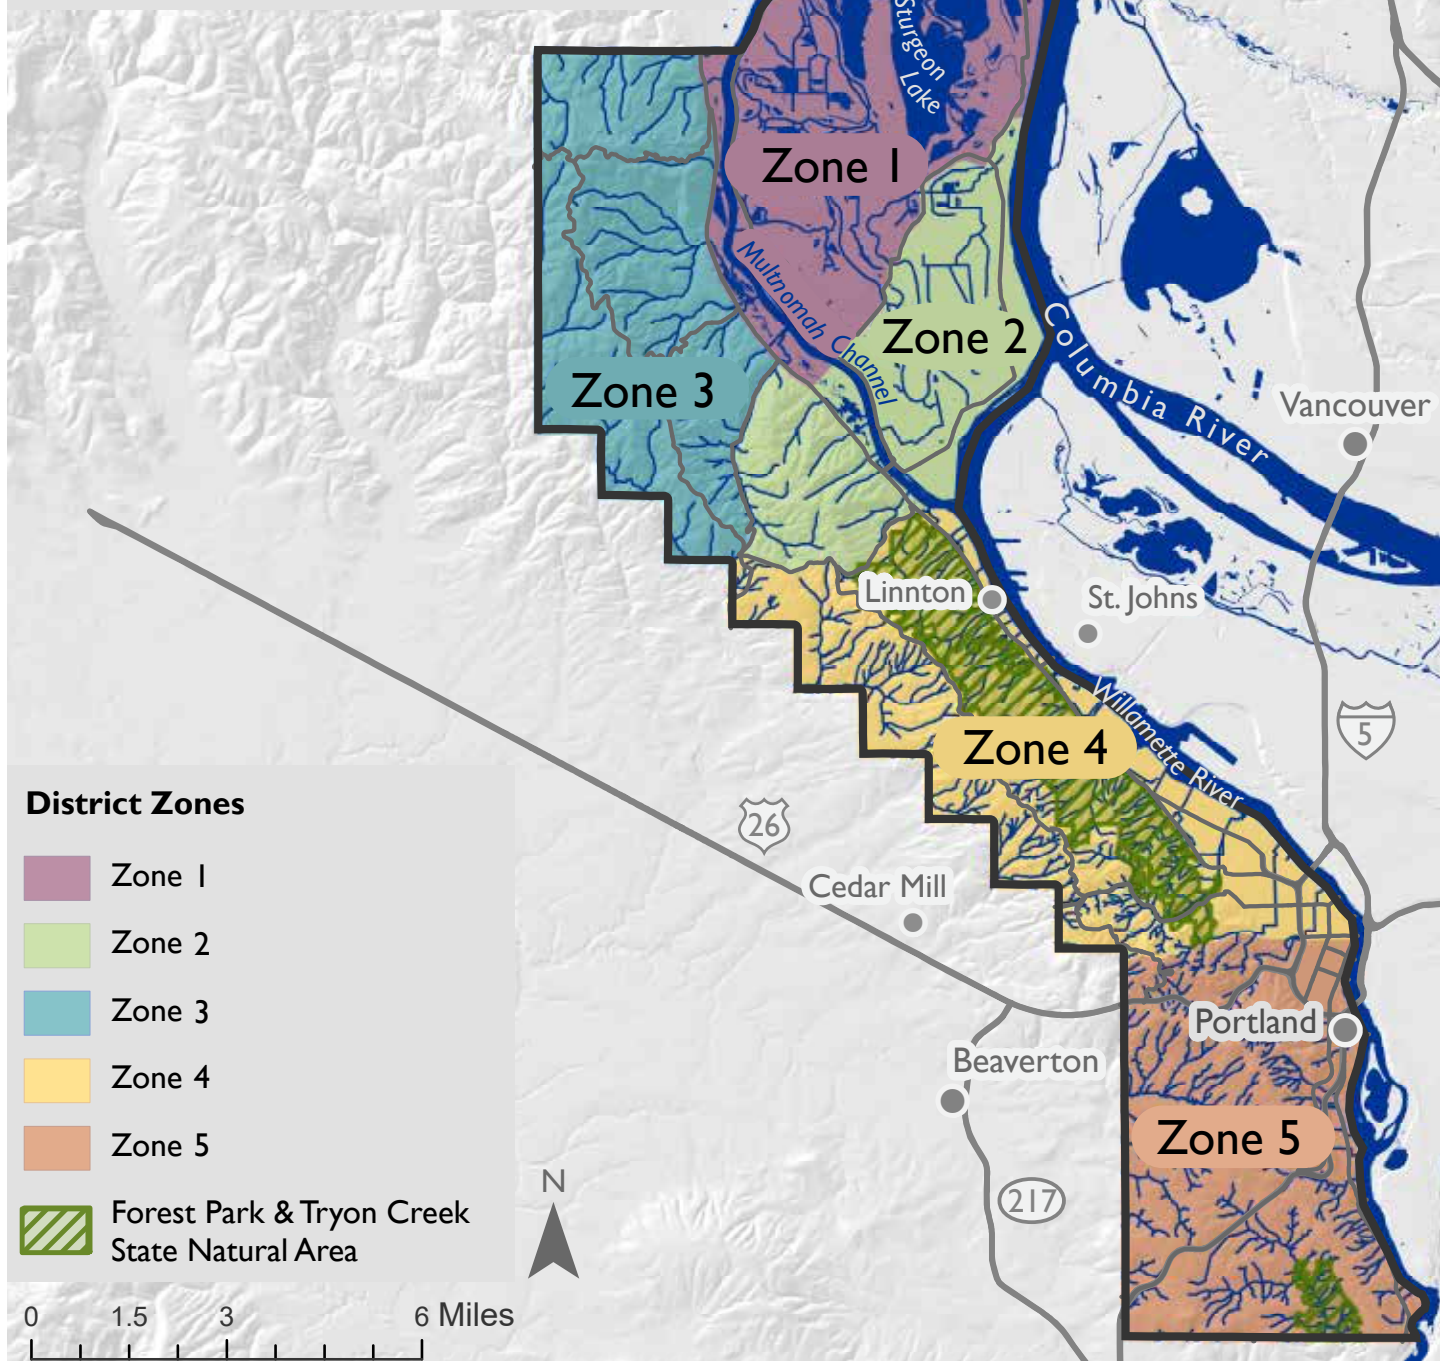 Sturgeon
Lake
Zone 1
Multnomah Channel
Zone 2
Columbia River
Zone 3
Vancouver
Linnton
St. Johns
Willamette River
5
Zone 4
26
Cedar Mill
Portland
Beaverton
Zone 5
217
District Zones
Zone 1
Zone 2
Zone 3
Zone 4
Zone 5
Forest Park & Tryon Creek
State Natural Area
N
0 1.5 3 6 Miles